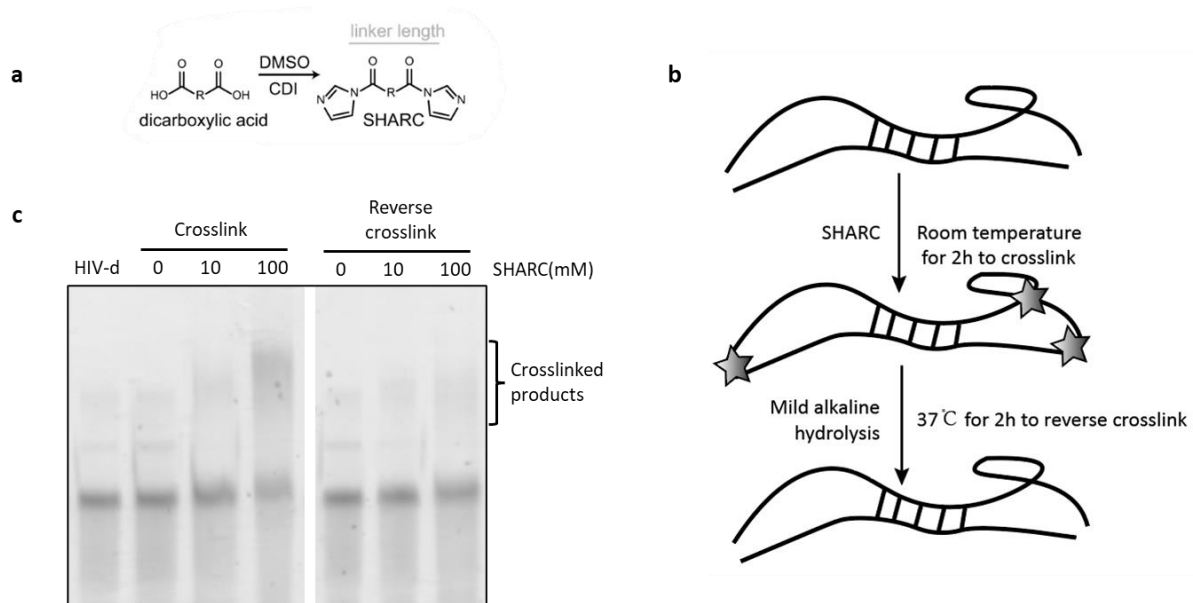 a
linker length
O O DMSO O O
HO R OH CDI N N R N N
dicarboxylic acid SHARC
b
SHARC Room temperature
for 2h to crosslink
Mild alkaline
hydrolysis
37℃ for 2h to reverse crosslink
c
Crosslink
Reverse
crosslink
HIV-d 0 10 100 0 10 100 SHARC(mM)
Crosslinked
products